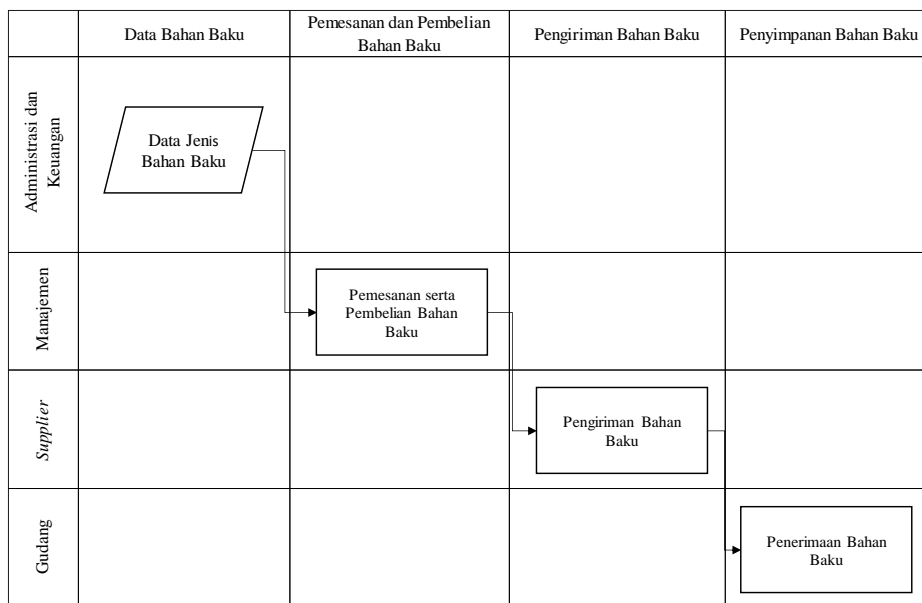 Data Bahan Baku
Pemesanan dan Pembelian
Bahan Baku
Pengiriman Bahan Baku
Penyimpanan Bahan Baku
Administrasi dan
Keuangan
Data Jenis
Bahan Baku
Manajemen
Pemesanan serta
Pembelian Bahan
Baku
Supplier
Pengiriman Bahan
Baku
Gudang
Penerimaan Bahan
Baku